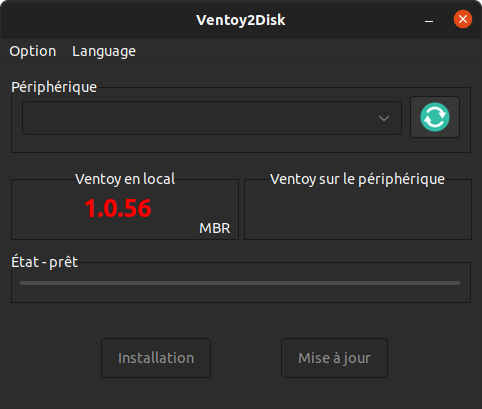 Ventoy2Disk
Option Language
Périphérique
Ventoy en local
1.0.56
MBR
Ventoy sur le périphérique
État - prêt
Installation
Mise à jour